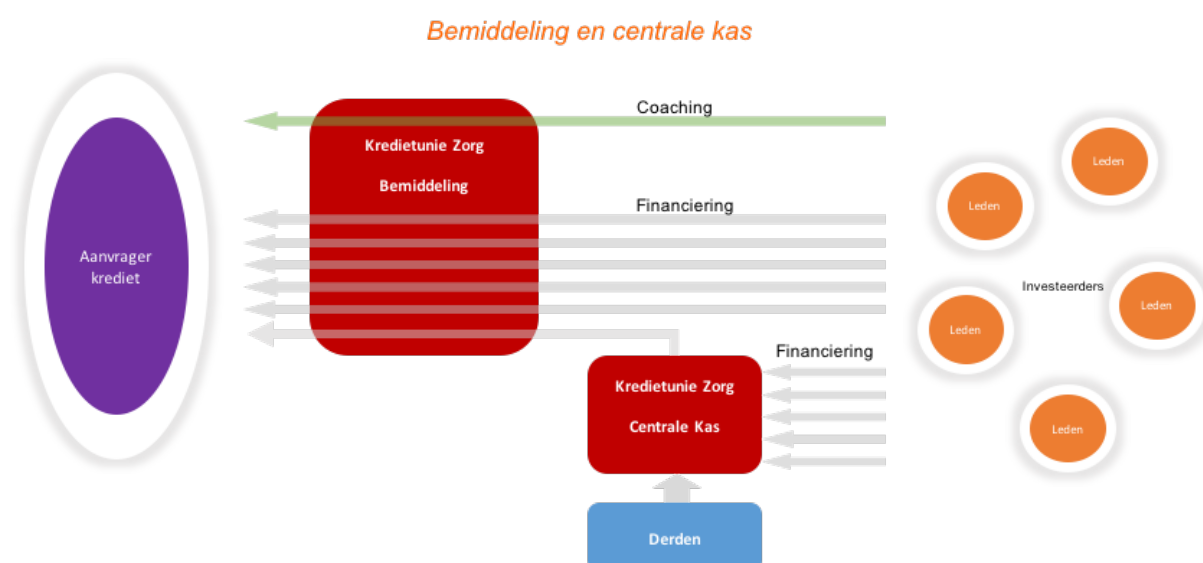 Bemiddeling en centrale kas
Coaching
Kredietunie Zorg
Bemiddeling
Financiering
Aanvrager
krediet
Leden
Leden
Investeerders
Leden
Leden
Leden
Financiering
Kredietunie Zorg
Centrale Kas
Derden